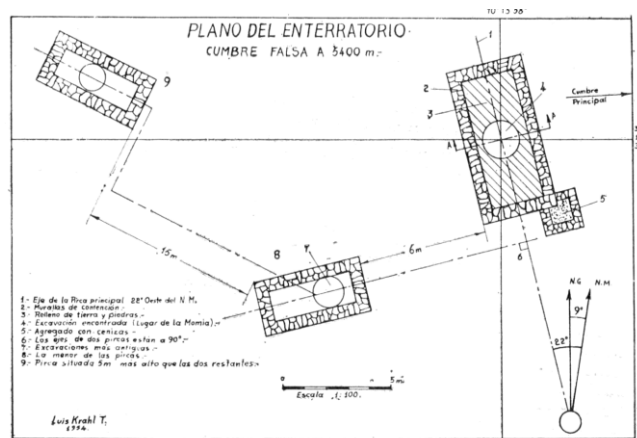 PLANO DEL ENTERRATORIO
CUMBRE FALSA A 5400 m.-
1
2
3
4
A
A
Cumbre
Principal
5
6
9
15m
8
7
6m
N.G.
N.M.
9°
22°
1.- Eje de la Pirca principal 22° Oeste del N.M.
2.- Murallas de contención.-
3.- Relleno de tierra y piedras.-
4.- Excavación encontrada (Lugar de la Momia).-
5.- Agregado con cenizas.-
6.- Los ejes de dos pircas están a 90°.-
7.- Excavaciones mas antiguas.-
8.- La menor de las pircas.-
9.- Pirca situada 5m mas alto que las dos restantes.-
0
5m
Escala 1:100.
Luis Krahl T.
1954.